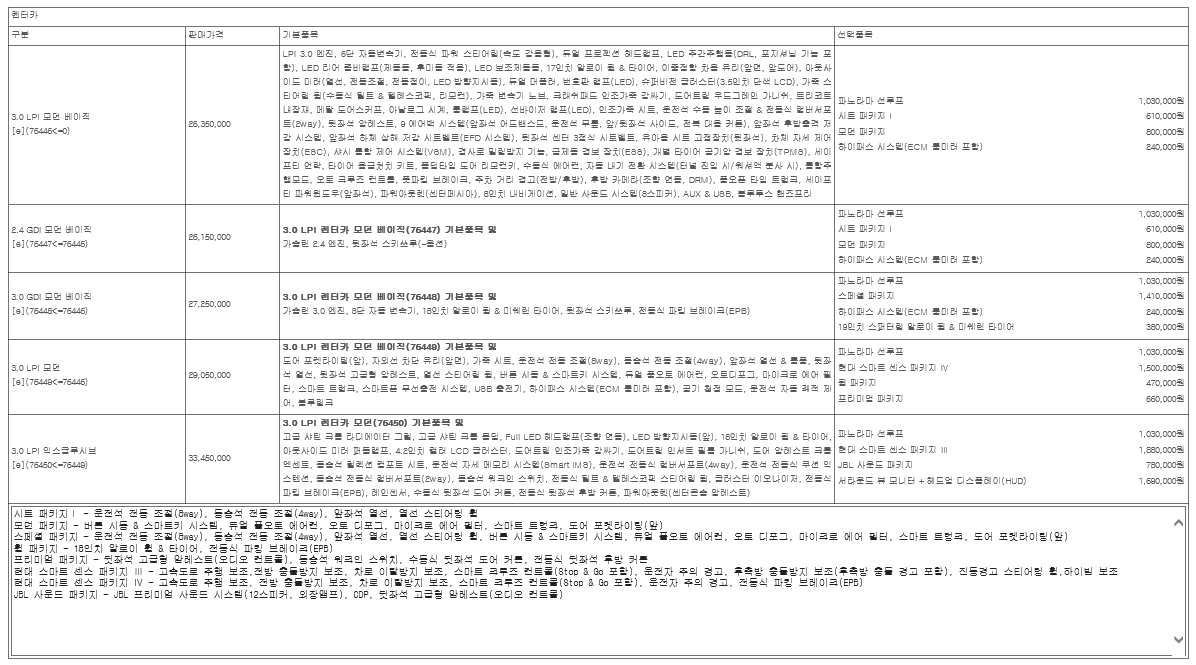 렌터카
구분 판매가격 기본품목 선택품목
3.0 LPI 모던 베이직
[e](76446<=0)
26,350,000
LPI 3.0 엔진, 6단 자동변속기, 전동식 파워 스티어링(속도 감응형), 듀얼 프로젝션 헤드램프, LED 주간주행등(DRL, 포지셔닝 기능 포
함), LED 리어 콤비램프(제동등, 후미등 적용), LED 보조제동등, 17인치 알로이 휠 & 타이어, 이중접합 차음 유리(앞면, 앞도어), 아웃사
이드 미러(열선, 전동조절, 전동접이, LED 방향지시등), 듀얼 머플러, 번호판 램프(LED), 슈퍼비전 클러스터(3.5인치 단색 LCD), 가죽 스
티어링 휠(수동식 틸트 & 텔레스코픽, 리모컨), 가죽 변속기 노브, 크래쉬패드 인조가죽 감싸기, 도어트림 우드그레인 가니쉬, 트리코트
내장재, 메탈 도어스커프, 아날로그 시계, 룸램프(LED), 선바이저 램프(LED), 인조가죽 시트, 운전석 수동 높이 조절 & 전동식 럼버서포
트(2way), 뒷좌석 암레스트, 9 에어백 시스템(앞좌석 어드밴스드, 운전석 무릎, 앞/뒷좌석 사이드, 전복 대응 커튼), 앞좌석 후방충격 저
감 시스템, 앞좌석 하체 상해 저감 시트벨트(EFD 시스템), 뒷좌석 센터 3점식 시트벨트, 유아용 시트 고정장치(뒷좌석), 차체 자세 제어
장치(ESC), 샤시 통합 제어 시스템(VSM), 경사로 밀림방지 기능, 급제동 경보 장치(ESS), 개별 타이어 공기압 경보 장치(TPMS), 세이
프티 언락, 타이어 응급처치 키트, 폴딩타입 도어 리모컨키, 수동식 에어컨, 자동 내기 전환 시스템(터널 진입 시/워셔액 분사 시), 통합주
행모드, 오토 크루즈 컨트롤, 풋파킹 브레이크, 주차 거리 경고(전방/후방), 후방 카메라(조향 연동, DRM), 풀오픈 타입 트렁크, 세이프
티 파워윈도우(앞좌석), 파워아웃렛(센터페시아), 8인치 내비게이션, 일반 사운드 시스템(8스피커), AUX & USB, 블루투스 핸즈프리
파노라마 선루프 1,030,000원
시트 패키지 I 610,000원
모던 패키지 800,000원
하이패스 시스템(ECM 룸미러 포함) 240,000원
2.4 GDI 모던 베이직
[e](76447<=76446)
26,160,000
3.0 LPI 렌터카 모던 베이직(76447) 기본품목 및
가솔린 2.4 엔진, 뒷좌석 스키쓰루(-옵션)
파노라마 선루프 1,030,000원
시트 패키지 I 610,000원
모던 패키지 800,000원
하이패스 시스템(ECM 룸미러 포함) 240,000원
3.0 GDI 모던 베이직
[e](76448<=76446)
27,250,000
3.0 LPI 렌터카 모던 베이직(76448) 기본품목 및
가솔린 3.0 엔진, 8단 자동 변속기, 18인치 알로이 휠 & 미쉐린 타이어, 뒷좌석 스키쓰루, 전동식 파킹 브레이크(EPB)
파노라마 선루프 1,030,000원
스페셜 패키지 1,410,000원
하이패스 시스템(ECM 룸미러 포함) 240,000원
19인치 스퍼터링 알로이 휠 & 미쉐린 타이어 380,000원
3.0 LPI 모던
[e](76449<=76446)
29,050,000
3.0 LPI 렌터카 모던 베이직(76449) 기본품목 및
도어 포켓라이팅(앞), 자외선 차단 유리(앞면), 가죽 시트, 운전석 전동 조절(8way), 동승석 전동 조절(4way), 앞좌석 열선 & 통풍, 뒷좌
석 열선, 뒷좌석 고급형 암레스트, 열선 스티어링 휠, 버튼 시동 & 스마트키 시스템, 듀얼 풀오토 에어컨, 오토디포그, 마이크로 에어 필
터, 스마트 트렁크, 스마트폰 무선충전 시스템, USB 충전기, 하이패스 시스템(ECM 룸미러 포함), 공기 청정 모드, 운전석 자동 쾌적 제
어, 블루링크
파노라마 선루프 1,030,000원
현대 스마트 센스 패키지 IV 1,500,000원
휠 패키지 470,000원
프리미엄 패키지 660,000원
3.0 LPI 익스클루시브
[e](76450<=76449)
33,450,000
3.0 LPI 렌터카 모던(76450) 기본품목 및
고급 샤틴 크롬 라디에이터 그릴, 고급 샤틴 크롬 몰딩, Full LED 헤드램프(조향 연동), LED 방향지시등(앞), 18인치 알로이 휠 & 타이어,
아웃사이드 미러 퍼들램프, 4.2인치 컬러 LCD 클러스터, 도어트림 인조가죽 감싸기, 도어트림 인서트 필름 가니쉬, 도어 암레스트 크롬
엑센트, 동승석 릴렉션 컴포트 시트, 운전석 자세 메모리 시스템(Smart IMS), 운전석 전동식 럼버서포트(4way), 운전석 전동식 쿠션 익
스텐션, 동승석 전동식 럼버서포트(2way), 동승석 워크인 스위치, 전동식 틸트 & 텔레스코픽 스티어링 휠, 클러스터 이오나이저, 전동식
파킹 브레이크(EPB), 레인센서, 수동식 뒷좌석 도어 커튼, 전동식 뒷좌석 후방 커튼, 파워아웃렛(센터콘솔 암레스트)
파노라마 선루프 1,030,000원
현대 스마트 센스 패키지 III 1,880,000원
JBL 사운드 패키지 780,000원
서라운드 뷰 모니터 + 헤드업 디스플레이(HUD) 1,690,000원
시트 패키지 I - 운전석 전동 조절(8way), 동승석 전동 조절(4way), 앞좌석 열선, 열선 스티어링 휠
모던 패키지 - 버튼 시동 & 스마트키 시스템, 듀얼 풀오토 에어컨, 오토 디포그, 마이크로 에어 필터, 스마트 트렁크, 도어 포켓라이팅(앞)
스페셜 패키지 - 운전석 전동 조절(8way), 동승석 전동 조절(4way), 앞좌석 열선, 열선 스티어링 휠, 버튼 시동 & 스마트키 시스템, 듀얼 풀오토 에어컨, 오토 디포그, 마이크로 에어 필터, 스마트 트렁크, 도어 포켓라이팅(앞)
휠 패키지 - 18인치 알로이 휠 & 타이어, 전동식 파킹 브레이크(EPB)
프리미엄 패키지 - 뒷좌석 고급형 암레스트(오디오 컨트롤), 동승석 워크인 스위치, 수동식 뒷좌석 도어 커튼, 전동식 뒷좌석 후방 커튼
현대 스마트 센스 패키지 III - 고속도로 주행 보조,전방 충돌방지 보조, 차로 이탈방지 보조, 스마트 크루즈 컨트롤(Stop & Go 포함), 운전자 주의 경고, 후측방 충돌방지 보조(후측방 충돌 경고 포함), 진동경고 스티어링 휠,하이빔 보조
현대 스마트 센스 패키지 IV - 고속도로 주행 보조, 전방 충돌방지 보조, 차로 이탈방지 보조, 스마트 크루즈 컨트롤(Stop & Go 포함), 운전자 주의 경고, 전동식 파킹 브레이크(EPB)
JBL 사운드 패키지 - JBL 프리미엄 사운드 시스템(12스피커, 외장앰프), CDP, 뒷좌석 고급형 암레스트(오디오 컨트롤)